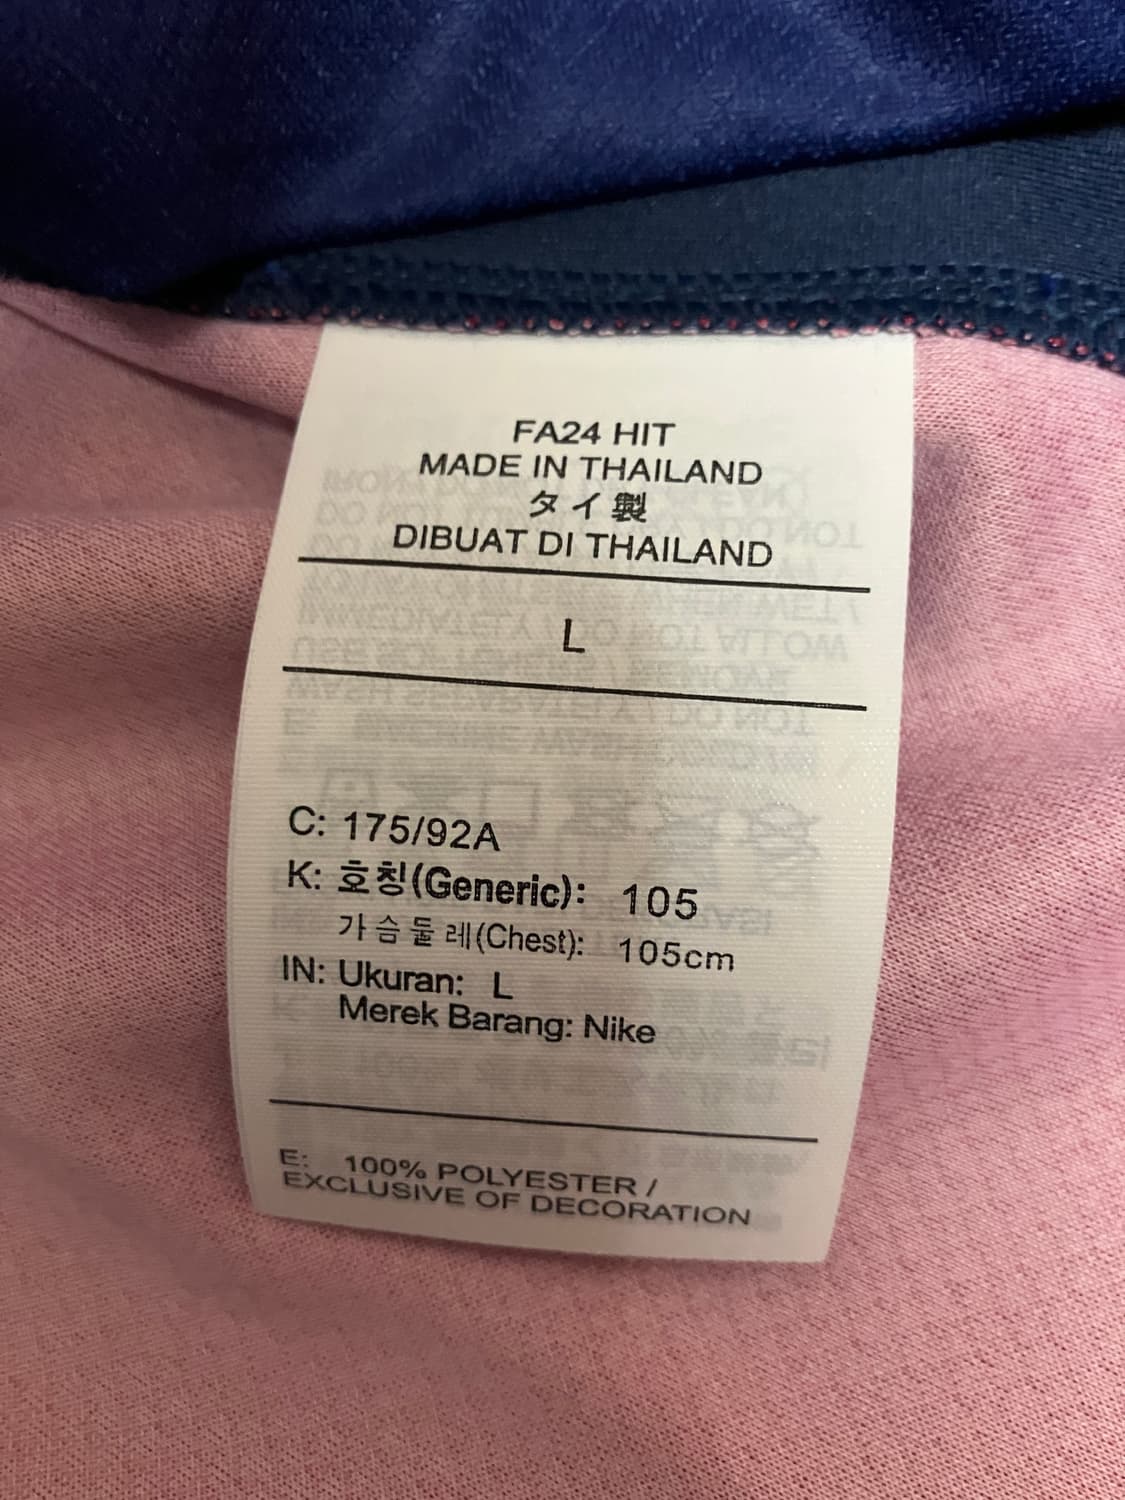 FA24 HIT
MADE IN THAILAND
タイ製
DIBUAT DI THAILAND
L
C: 175/92A
K: 호칭(Generic): 105
가슴둘레(Chest): 105cm
IN: Ukuran: L
Merek Barang: Nike
E: 100% POLYESTER /
EXCLUSIVE OF DECORATION